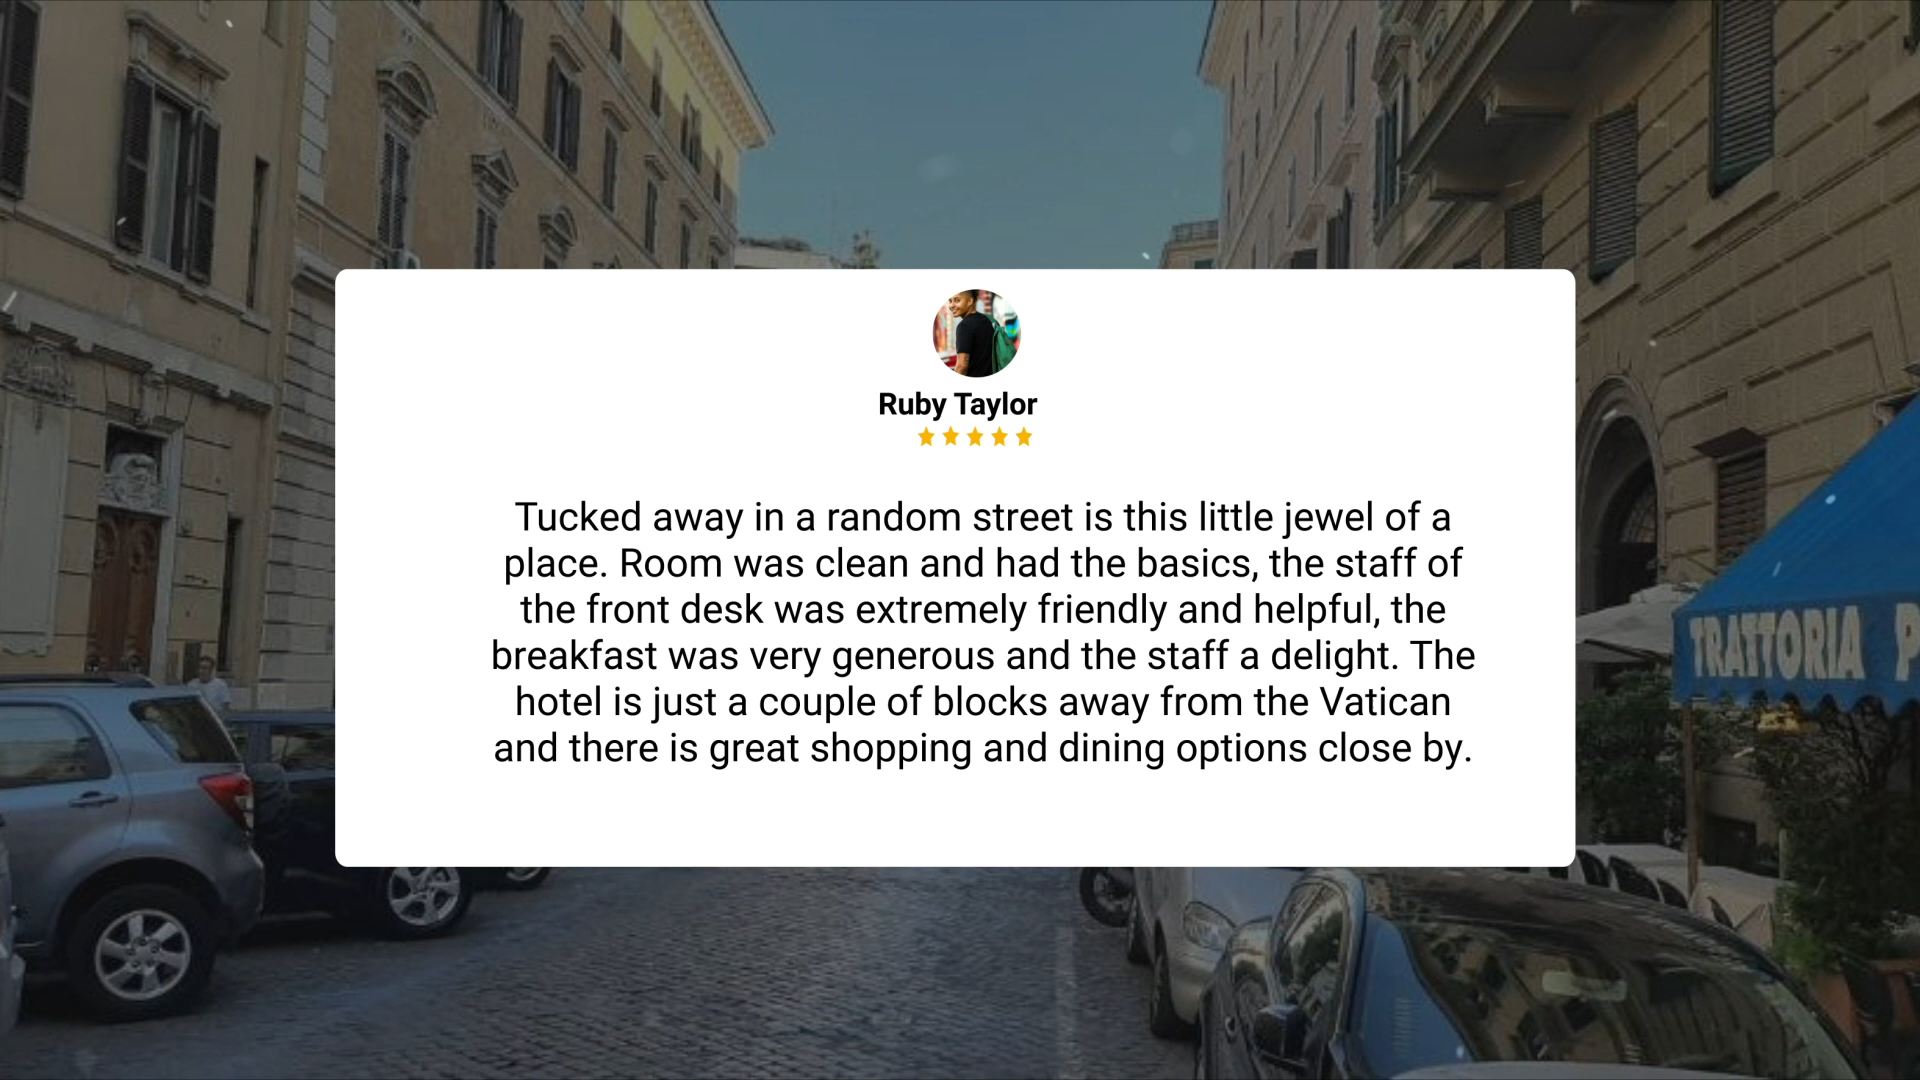 Ruby Taylor
Tucked away in a random street is this little jewel of a
place. Room was clean and had the basics, the staff of
the front desk was extremely friendly and helpful, the
breakfast was very generous and the staff a delight. The
hotel is just a couple of blocks away from the Vatican
and there is great shopping and dining options close by.
TRATTORIA P